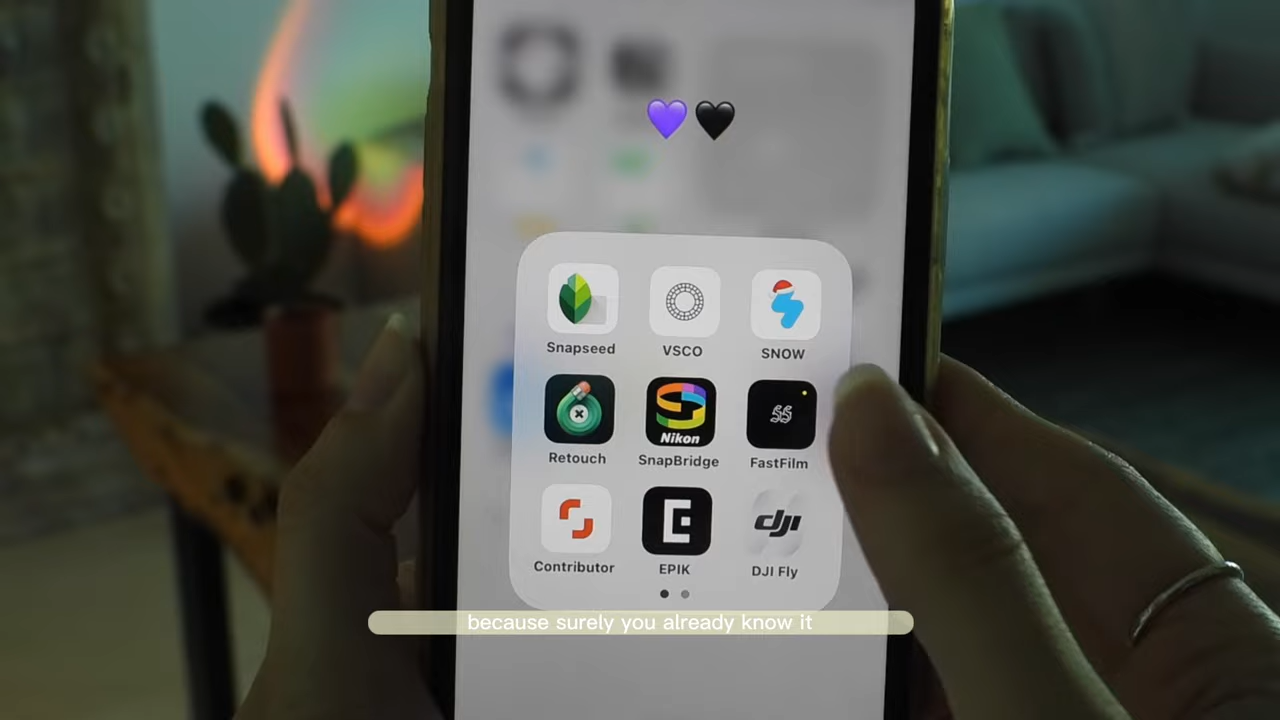 💜🖤
Snapseed
VSCO
SNOW
Retouch
Nikon
SnapBridge
FastFilm
Contributor
EPIK
dji
DJI Fly
because surely you already know it